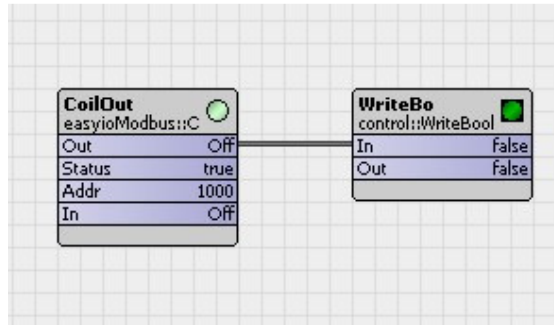 CoilOut
easyioModbus::C
Out Off
Status true
Addr 1000
In Off
WriteBo
control::WriteBool
In false
Out false